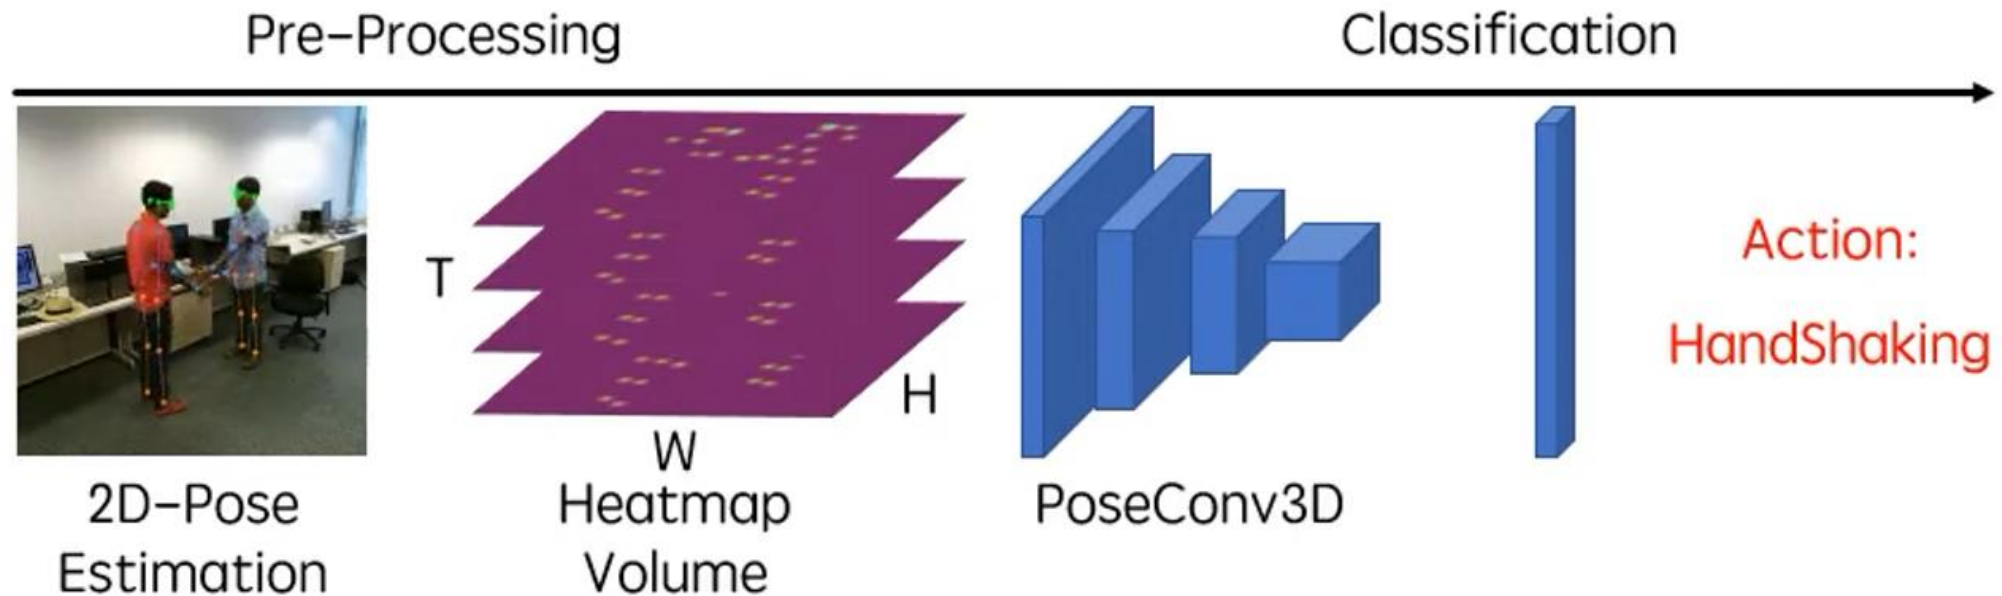 Pre-Processing
Classification
T
H
W
Action:
HandShaking
2D-Pose
Estimation
Heatmap
Volume
PoseConv3D